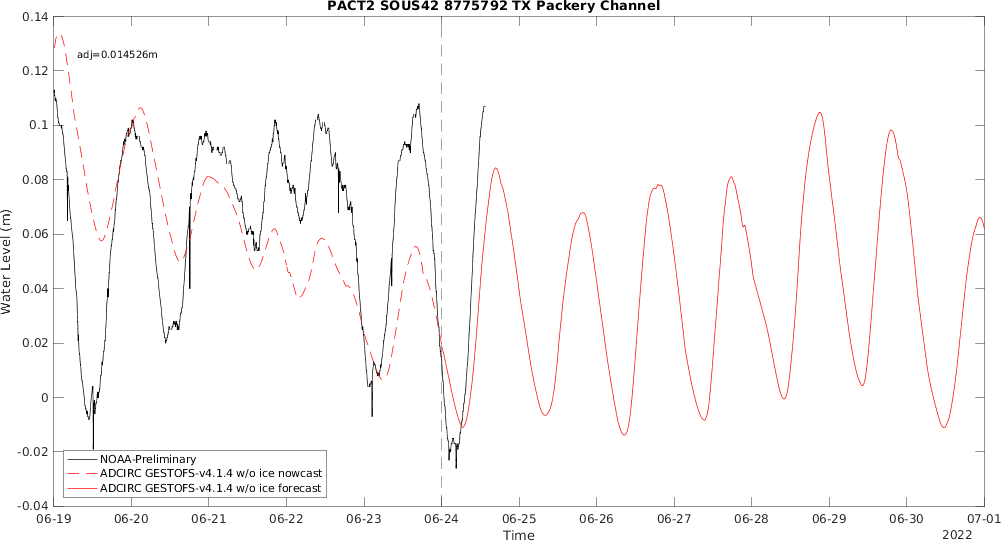 PACT2 SOUS42 8775792 TX Packery Channel
adj=0.014526m
0.14
0.12
0.1
0.08
0.06
0.04
0.02
0
-0.02
-0.04
Water Level (m)
NOAA-Preliminary
ADCIRC GESTOFS-v4.1.4 w/o ice nowcast
ADCIRC GESTOFS-v4.1.4 w/o ice forecast
06-19 06-20 06-21 06-22 06-23 06-24 06-25 06-26 06-27 06-28 06-29 06-30 07-01
Time
2022